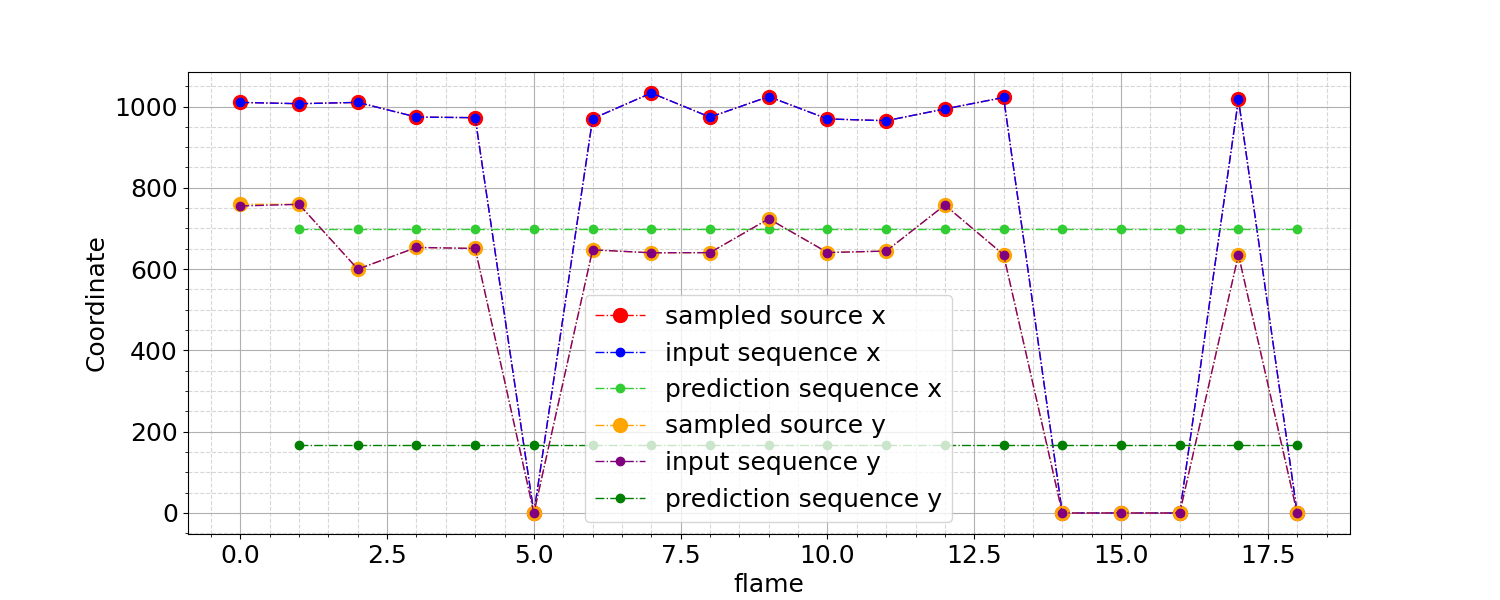 1000
800
600
400
200
0
Coordinate
sampled source x
input sequence x
prediction sequence x
sampled source y
input sequence y
prediction sequence y
0.0 2.5 5.0 7.5 10.0 12.5 15.0 17.5
flame